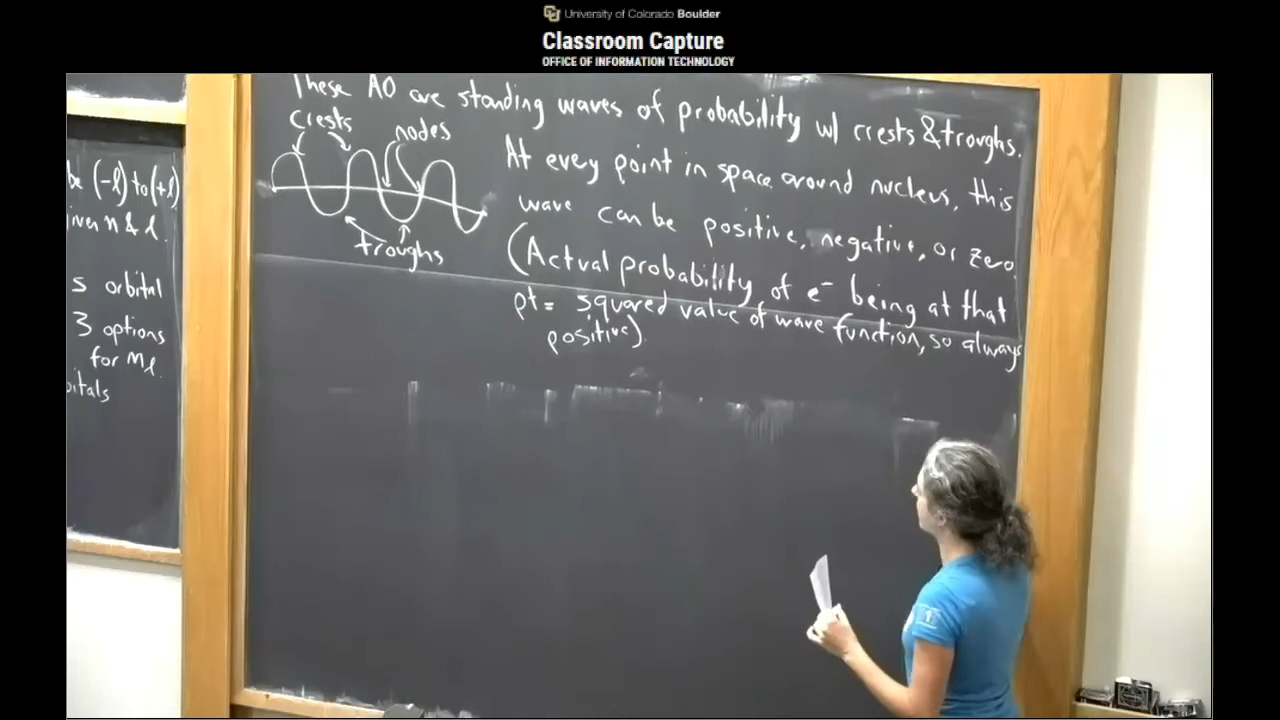 University of Colorado Boulder
Classroom Capture
OFFICE OF INFORMATION TECHNOLOGY
These AO are standing waves of probability w/ crests & troughs.
crests
nodes
troughs
At every point in space around nucleus, this
wave can be positive, negative, or zero.
(Actual probability of e⁻ being at that
pt = squared value of wave function, so always
positive).
be (-l) to (+l)
given n & l.
s orbital
3 options
for ml